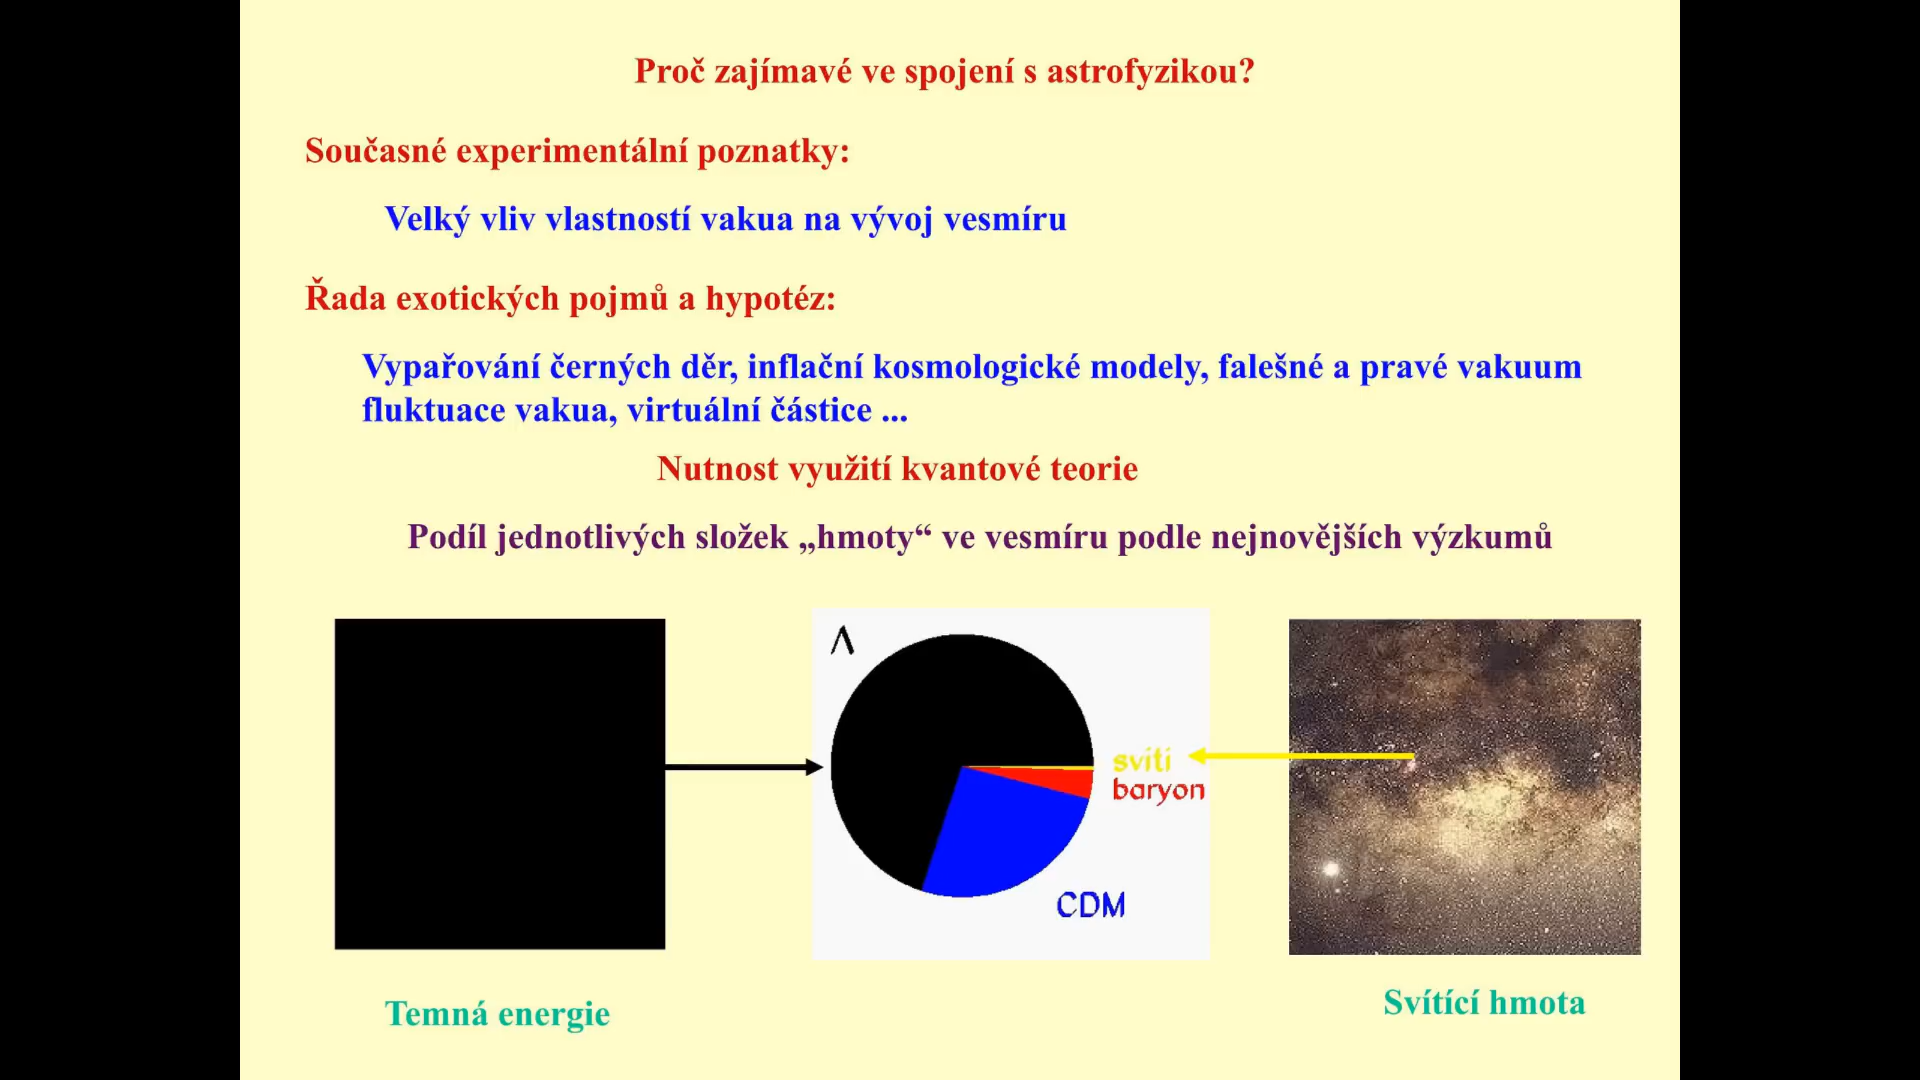 Proč zajímavé ve spojení s astrofyzikou?
Současné experimentální poznatky:
Velký vliv vlastností vakua na vývoj vesmíru
Řada exotických pojmů a hypotéz:
Vypařování černých děr, inflační kosmologické modely, falešné a pravé vakuum
fluktuace vakua, virtuální částice ...
Nutnost využití kvantové teorie
Podíl jednotlivých složek „hmoty“ ve vesmíru podle nejnovějších výzkumů
Λ
svítí
baryon
CDM
Temná energie
Svítící hmota